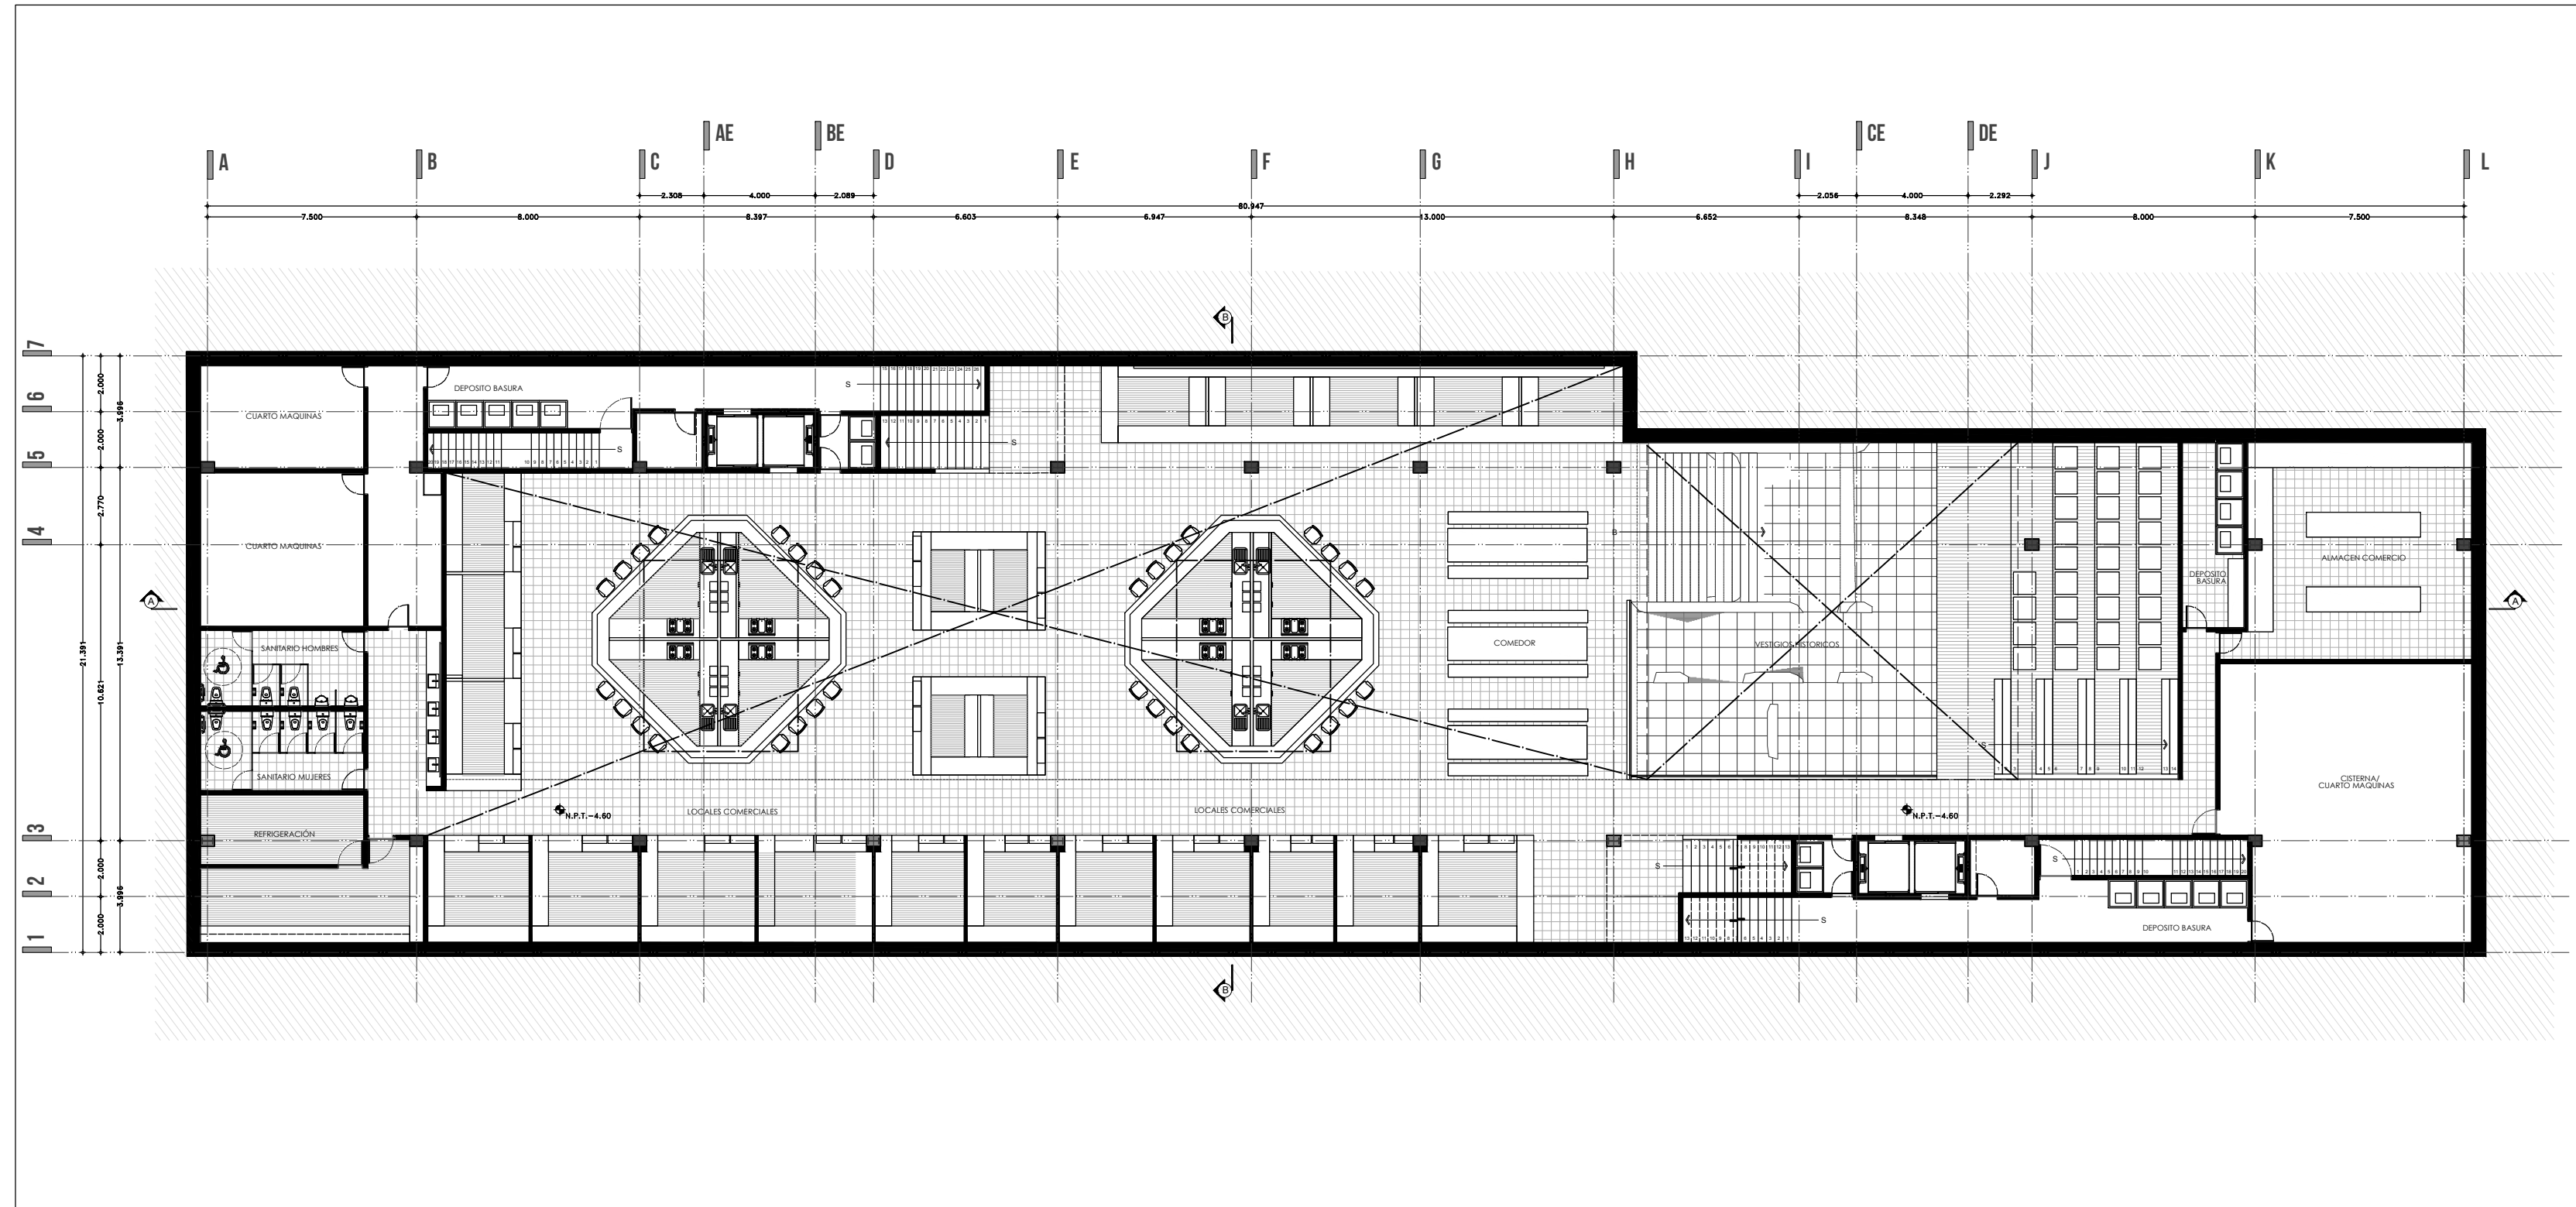 AE
BE
CE
DE
A
B
C
D
E
F
G
H
I
J
K
L
2.308
4.000
2.089
2.056
4.000
2.292
80.947
7.500
8.000
8.397
6.603
6.947
13.000
6.652
8.348
8.000
7.500
7
6
5
4
3
2
1
2.000
2.000
3.995
2.770
21.391
13.391
10.621
2.000
2.000
3.995
B
DEPOSITO BASURA
S
CUARTO MAQUINAS
S
S
CUARTO MAQUINAS
B
ALMACEN COMERCIO
DEPOSITO
BASURA
A
A
SANITARIO HOMBRES
COMEDOR
VESTIGIOS HISTORICOS
S
SANITARIO MUJERES
CISTERNA/
CUARTO MAQUINAS
LOCALES COMERCIALES
LOCALES COMERCIALES
N.P.T.-4.60
N.P.T.-4.60
REFRIGERACIÓN
S
S
S
DEPOSITO BASURA
B